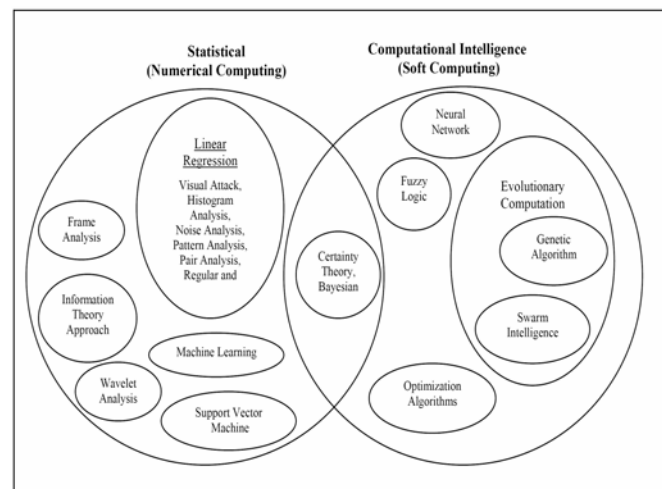 Statistical
(Numerical Computing)
Computational Intelligence
(Soft Computing)
Linear
Regression
Visual Attack,
Histogram
Analysis,
Noise Analysis,
Pattern Analysis,
Pair Analysis,
Regular and
Frame
Analysis
Information
Theory
Approach
Wavelet
Analysis
Machine Learning
Support Vector
Machine
Certainty
Theory,
Bayesian
Neural
Network
Fuzzy
Logic
Evolutionary
Computation
Genetic
Algorithm
Swarm
Intelligence
Optimization
Algorithms